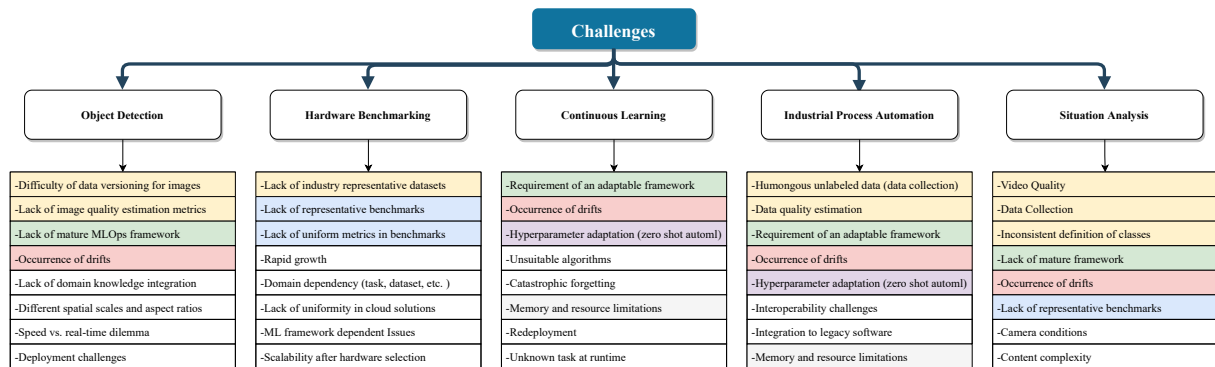 Challenges
Object Detection
Hardware Benchmarking
Continuous Learning
Industrial Process Automation
Situation Analysis
-Difficulty of data versioning for images
-Lack of image quality estimation metrics
-Lack of mature MLOps framework
-Occurrence of drifts
-Lack of domain knowledge integration
-Different spatial scales and aspect ratios
-Speed vs. real-time dilemma
-Deployment challenges
-Lack of industry representative datasets
-Lack of representative benchmarks
-Lack of uniform metrics in benchmarks
-Rapid growth
-Domain dependency (task, dataset, etc. )
-Lack of uniformity in cloud solutions
-ML framework dependent Issues
-Scalability after hardware selection
-Requirement of an adaptable framework
-Occurrence of drifts
-Hyperparameter adaptation (zero shot automl)
-Unsuitable algorithms
-Catastrophic forgetting
-Memory and resource limitations
-Redeployment
-Unknown task at runtime
-Humongous unlabeled data (data collection)
-Data quality estimation
-Requirement of an adaptable framework
-Occurrence of drifts
-Hyperparameter adaptation (zero shot automl)
-Interoperability challenges
-Integration to legacy software
-Memory and resource limitations
-Video Quality
-Data Collection
-Inconsistent definition of classes
-Lack of mature framework
-Occurrence of drifts
-Lack of representative benchmarks
-Camera conditions
-Content complexity